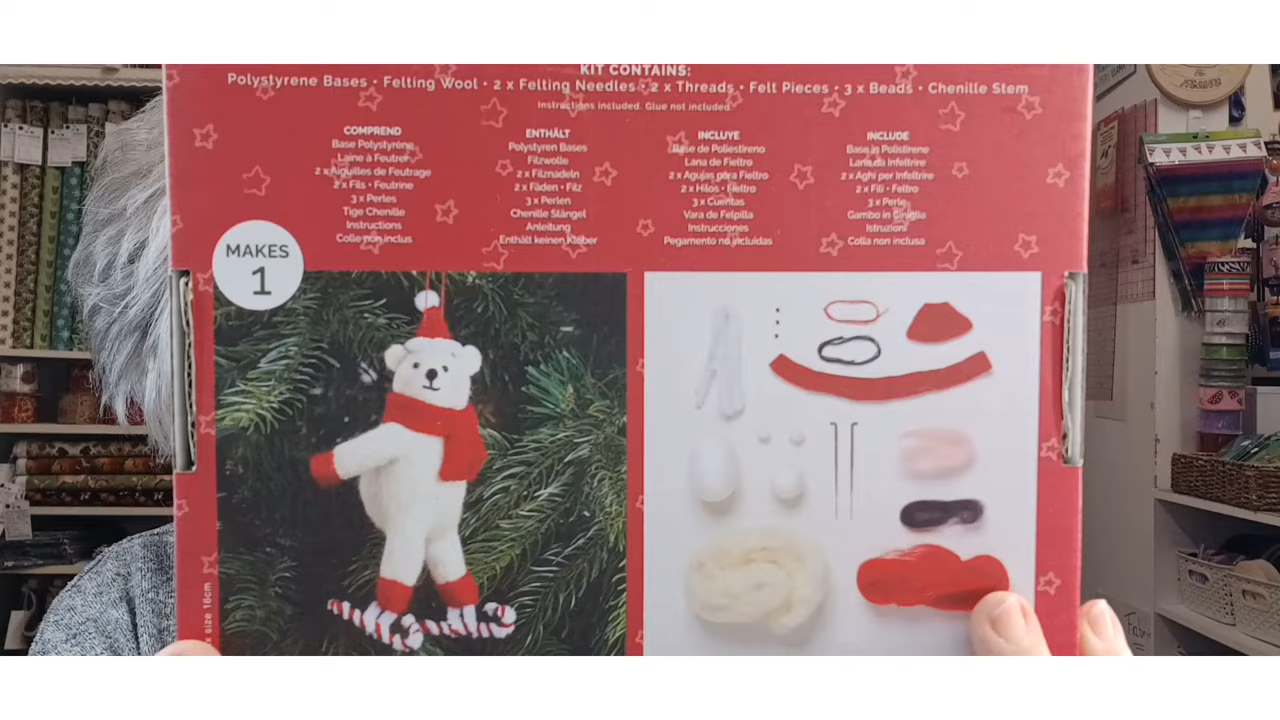 KIT CONTAINS:
Polystyrene Bases • Felting Wool • 2 x Felting Needles • 2 x Threads • Felt Pieces • 3 x Beads • Chenille Stem
Instructions included. Glue not included.
COMPREND
Base Polystyrène
Laine à Feutrer
2 x Aiguilles de Feutrage
2 x Fils • Feutrine
3 x Perles
Tige Chenille
Instructions
Colle non inclus
ENTHÄLT
Polystyren Bases
Filzwolle
2 x Filznadeln
2 x Fäden • Filz
3 x Perlen
Chenille Stängel
Anleitung
Enthält keinen Kleber
INCLUYE
Base de Poliestireno
Lana de Fieltro
2 x Agujas para Fieltro
2 x Hilos • Fieltro
3 x Cuentas
Vara de Felpilla
Instrucciones
Pegamento no incluidas
INCLUDE
Base in Polistirene
Lana da Infeltrire
2 x Aghi per Infeltrire
2 x Fili • Feltro
3 x Perle
Gambo in Ciniglia
Istruzioni
Colla non inclusa
MAKES
1
x size 16cm